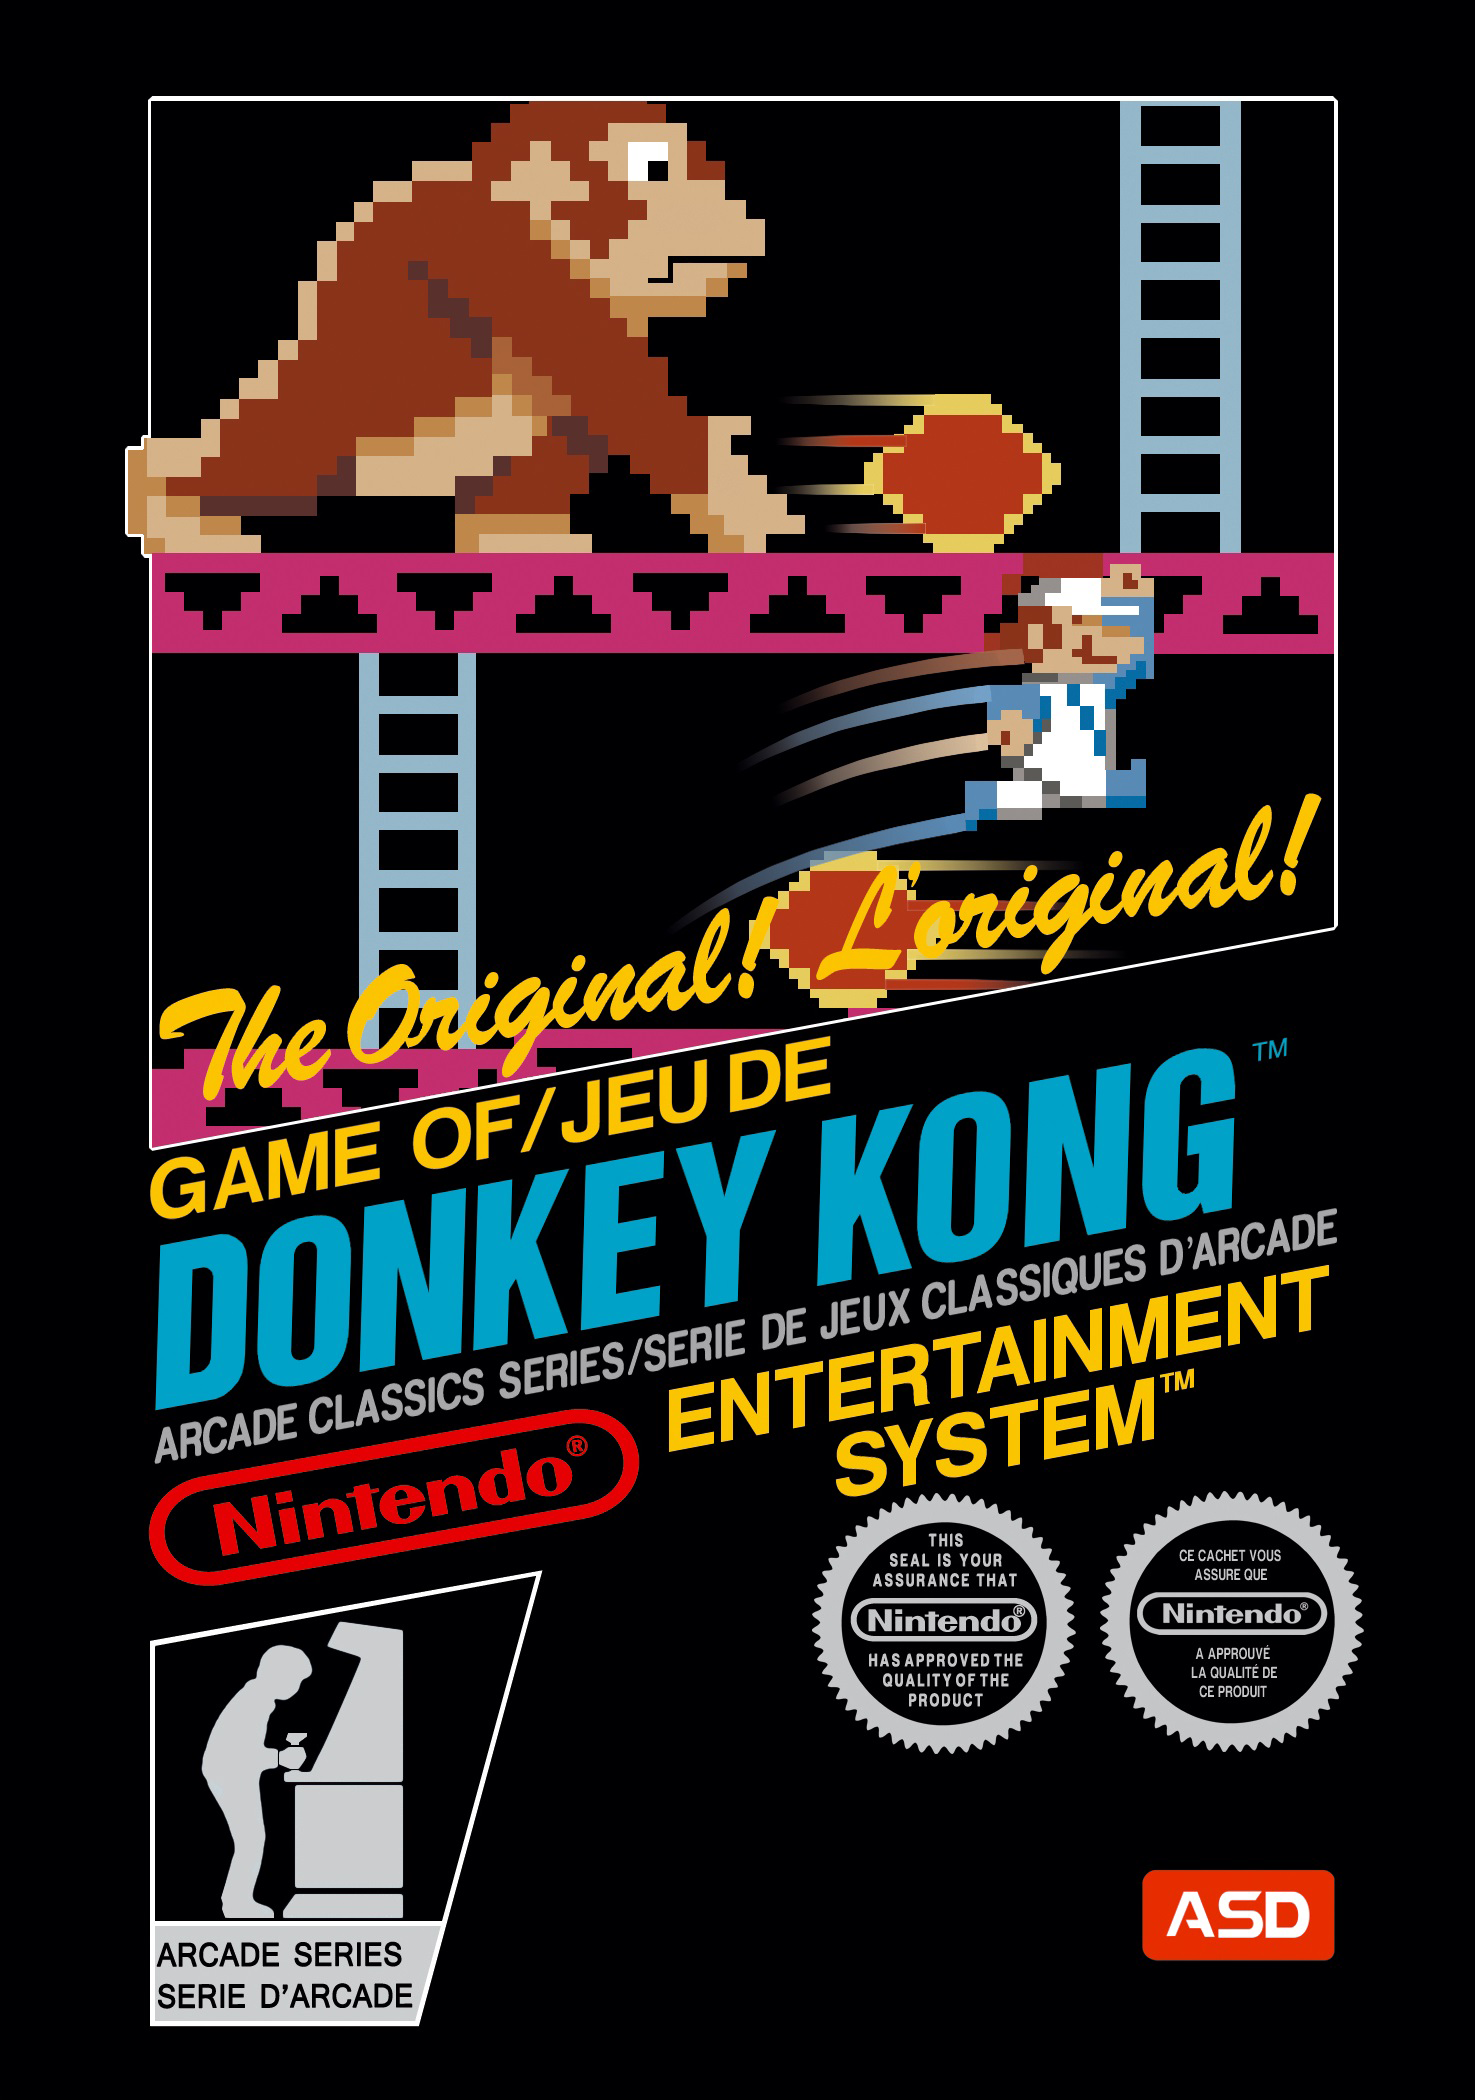 The Original! L'original!
GAME OF/JEU DE
DONKEY KONG™
ARCADE CLASSICS SERIES/SERIE DE JEUX CLASSIQUES D'ARCADE
Nintendo®
ENTERTAINMENT
SYSTEM™
THIS
SEAL IS YOUR
ASSURANCE THAT
Nintendo®
HAS APPROVED THE
QUALITY OF THE
PRODUCT
CE CACHET VOUS
ASSURE QUE
Nintendo®
A APPROUVÉ
LA QUALITÉ DE
CE PRODUIT
ARCADE SERIES
SERIE D'ARCADE
ASD